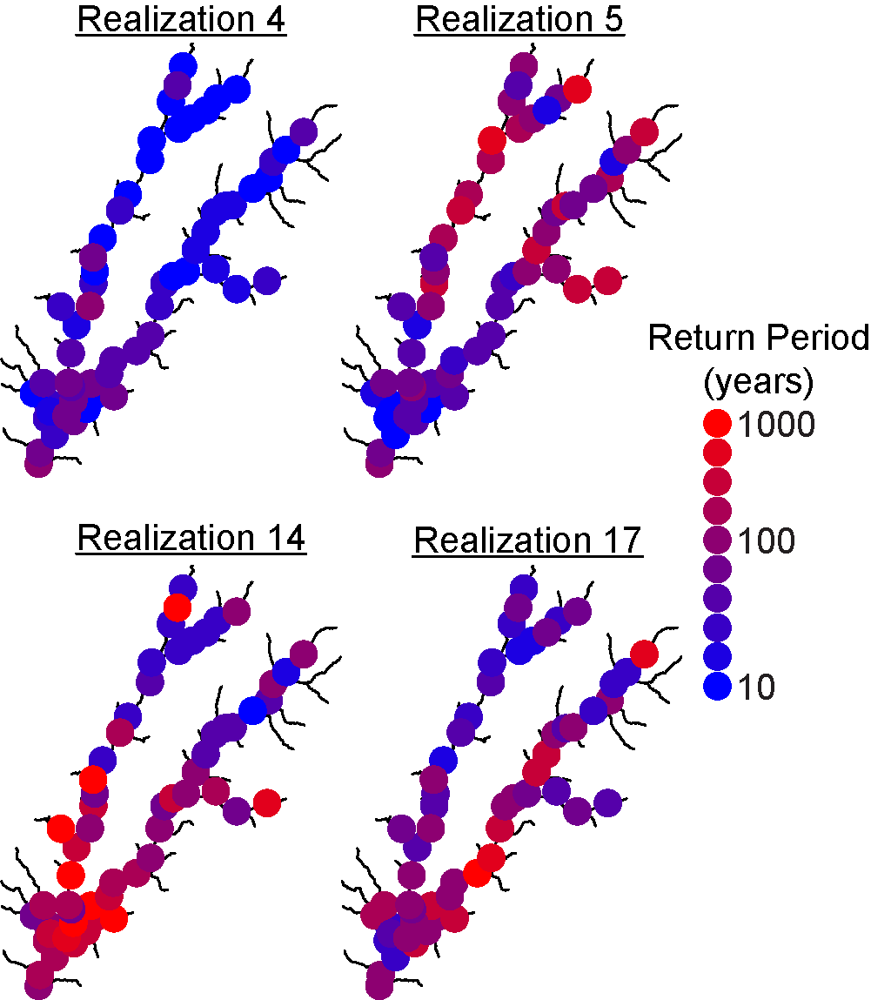 Realization 4
Realization 5
Return Period
(years)
1000
100
10
Realization 14
Realization 17